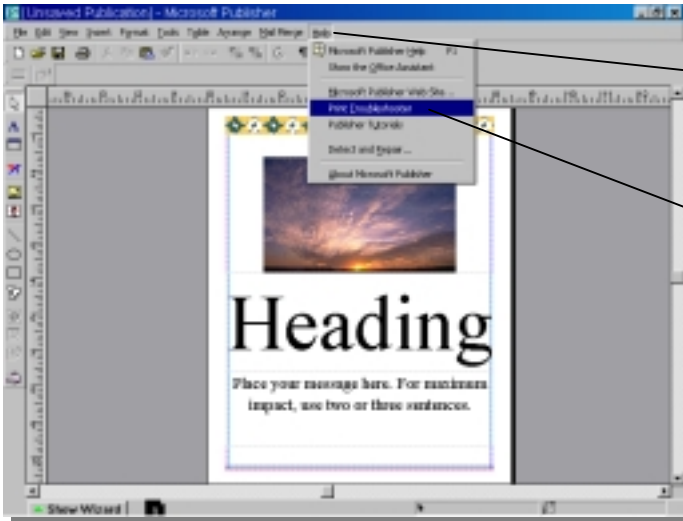 [Unsaved Publication] - Microsoft Publisher
File Edit View Insert Format Tools Table Arrange Mail Merge Help
Microsoft Publisher Help F1
Show the Office Assistant
Microsoft Publisher Web Site...
Print Troubleshooter
Publisher Tutorials
Detect and Repair...
About Microsoft Publisher
Heading
Place your message here. For maximum
impact, use two or three sentences.
Show Wizard